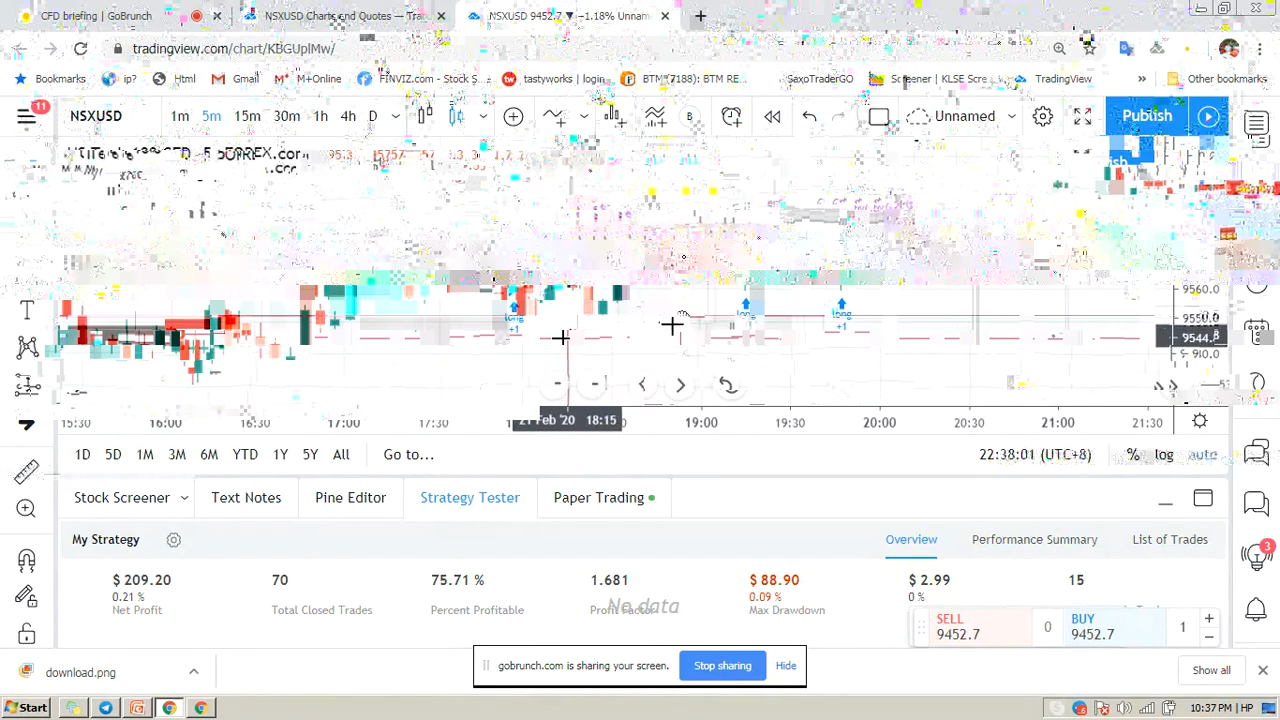 CFD briefing | GoBrunch
NSXUSD Charts and Quotes — Tra
NSXUSD 9452.7 ▼ −1.18% Unnam
tradingview.com/chart/KBGUpIMw/
Bookmarks ip? Html Gmail M+Online FINVIZ.com - Stock S tastyworks | login BTM (7188): BTM RE... SaxoTraderGO Screener | KLSE Scre... TradingView » Other bookmarks
11 NSXUSD 1m 5m 15m 30m 1h 4h D B Unnamed Publish
9560.0
long long
+1 +1
9544.8
21 Feb '20 18:15
15:30 16:00 16:30 17:00 17:30 19:00 19:30 20:00 20:30 21:00 21:30
1D 5D 1M 3M 6M YTD 1Y 5Y All Go to... 22:38:01 (UTC+8) % log auto
Stock Screener Text Notes Pine Editor Strategy Tester Paper Trading
My Strategy Overview Performance Summary List of Trades
3
$ 209.20 70 75.71 % 1.681 $ 88.90 $ 2.99 15
0.21 % 0.09 % 0 %
Net Profit Total Closed Trades Percent Profitable Profit Factor Max Drawdown
No data
SELL 9452.7 0 BUY 9452.7 1
download.png
gobrunch.com is sharing your screen. Stop sharing Hide
Show all
Start 10:37 PM HP